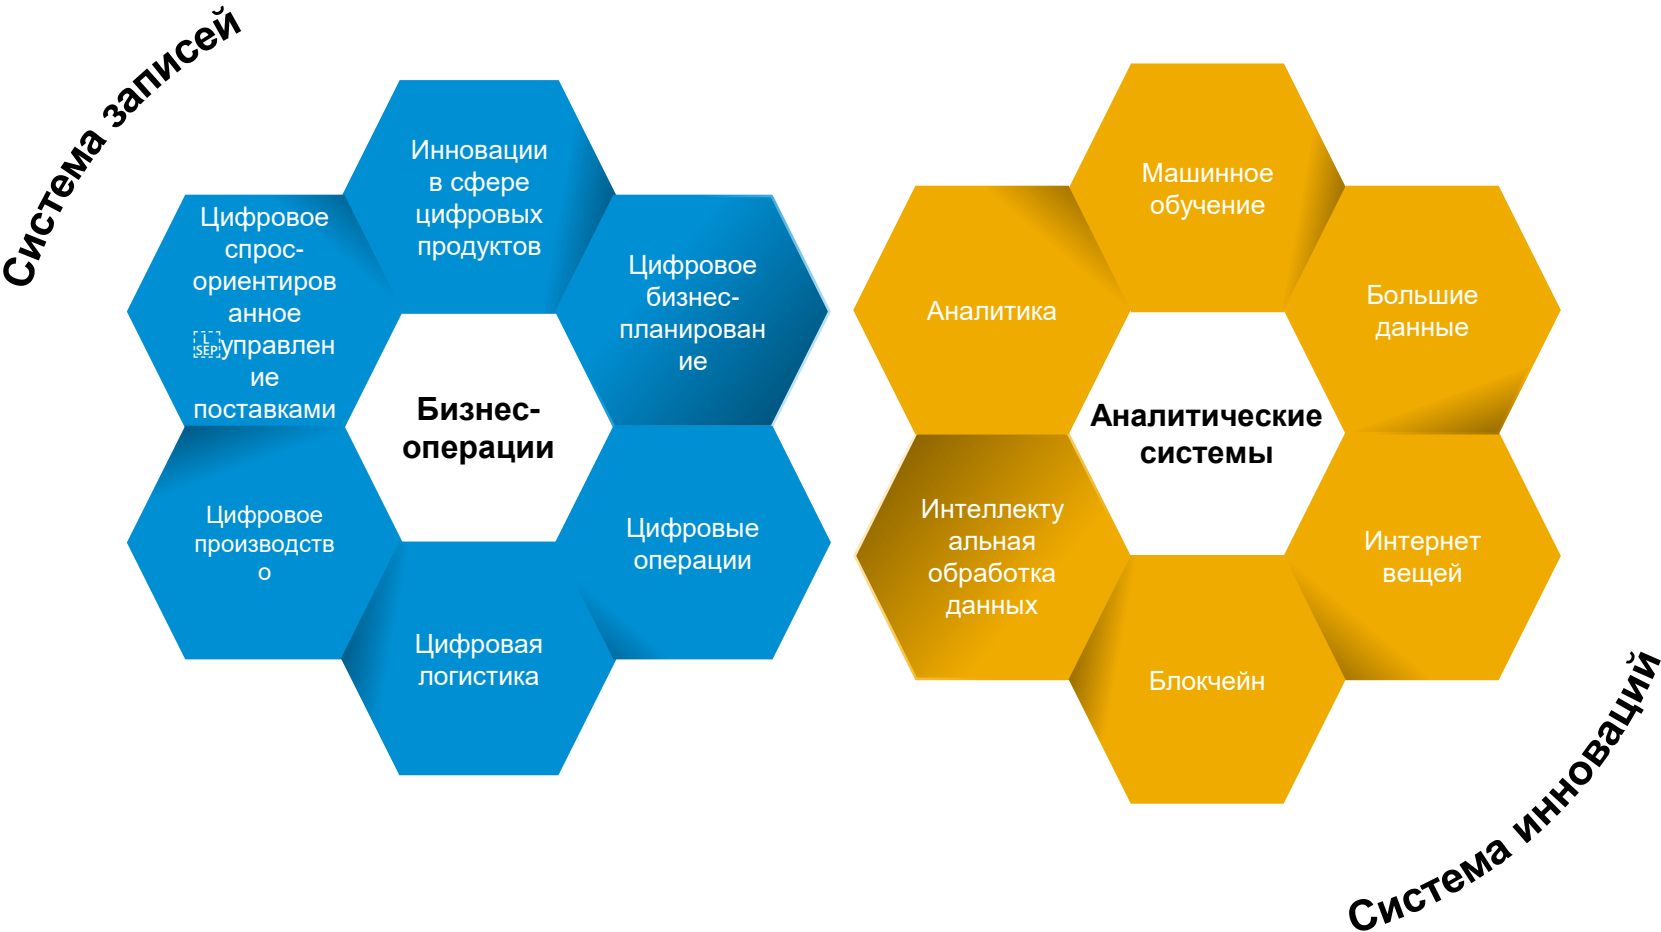 Система записей
Инновации
в сфере
цифровых
продуктов
Цифровое
спрос-
ориентиров
анное
управлен
ие
поставками
Цифровое
бизнес-
планирован
ие
Бизнес-
операции
Цифровое
производств
о
Цифровые
операции
Цифровая
логистика
Машинное
обучение
Аналитика
Большие
данные
Аналитические
системы
Интеллекту
альная
обработка
данных
Интернет
вещей
Блокчейн
Система инноваций